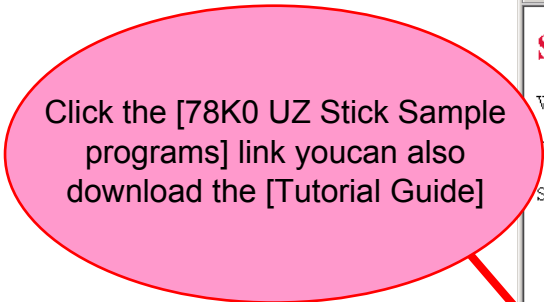 Click the [78K0 UZ Stick Sample
programs] link youcan also
download the [Tutorial Guide]